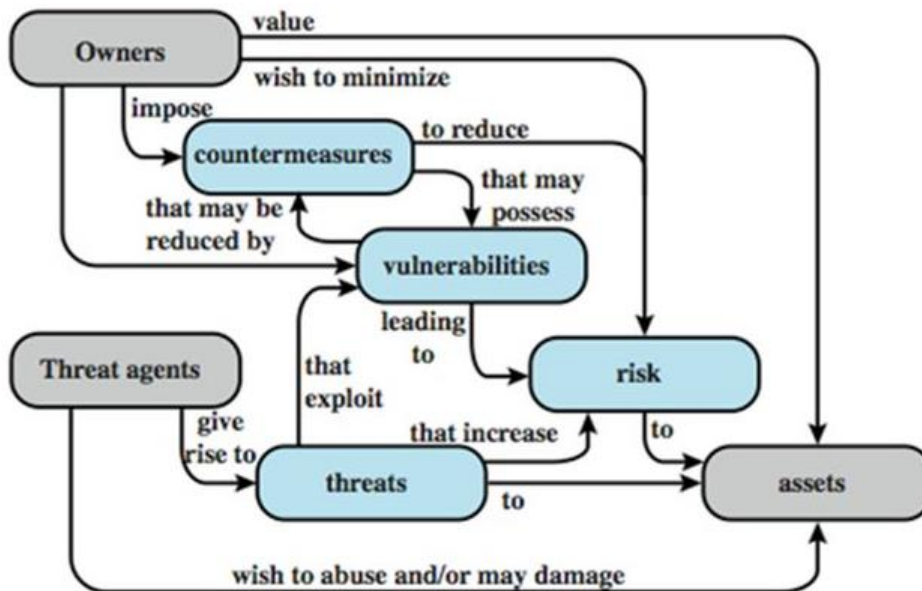 value
Owners
wish to minimize
impose
to reduce
countermeasures
that may
possess
that may be
reduced by
vulnerabilities
leading
to
Threat agents
that
exploit
risk
give
rise to
that increase
to
threats
to
assets
wish to abuse and/or may damage